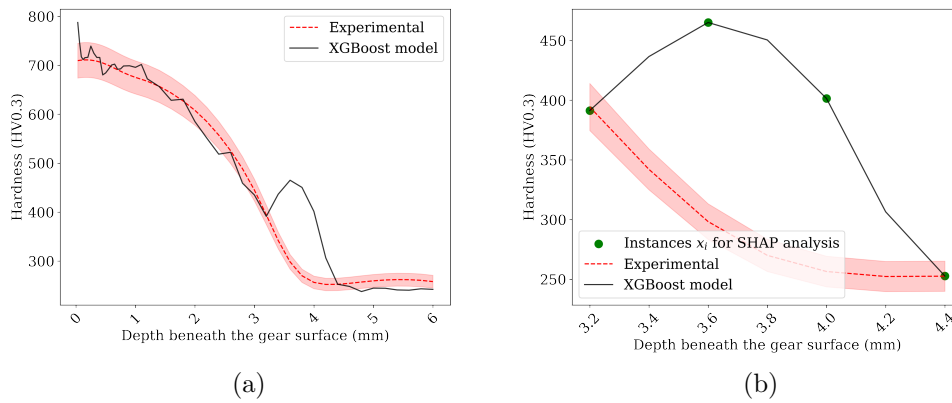 800
700
600
500
400
300
Hardness (HV0.3)
Experimental
XGBoost model
0
1
2
3
4
5
6
Depth beneath the gear surface (mm)
(a)
450
400
350
300
250
Hardness (HV0.3)
Instances x_i for SHAP analysis
Experimental
XGBoost model
3.2
3.4
3.6
3.8
4.0
4.2
4.4
Depth beneath the gear surface (mm)
(b)